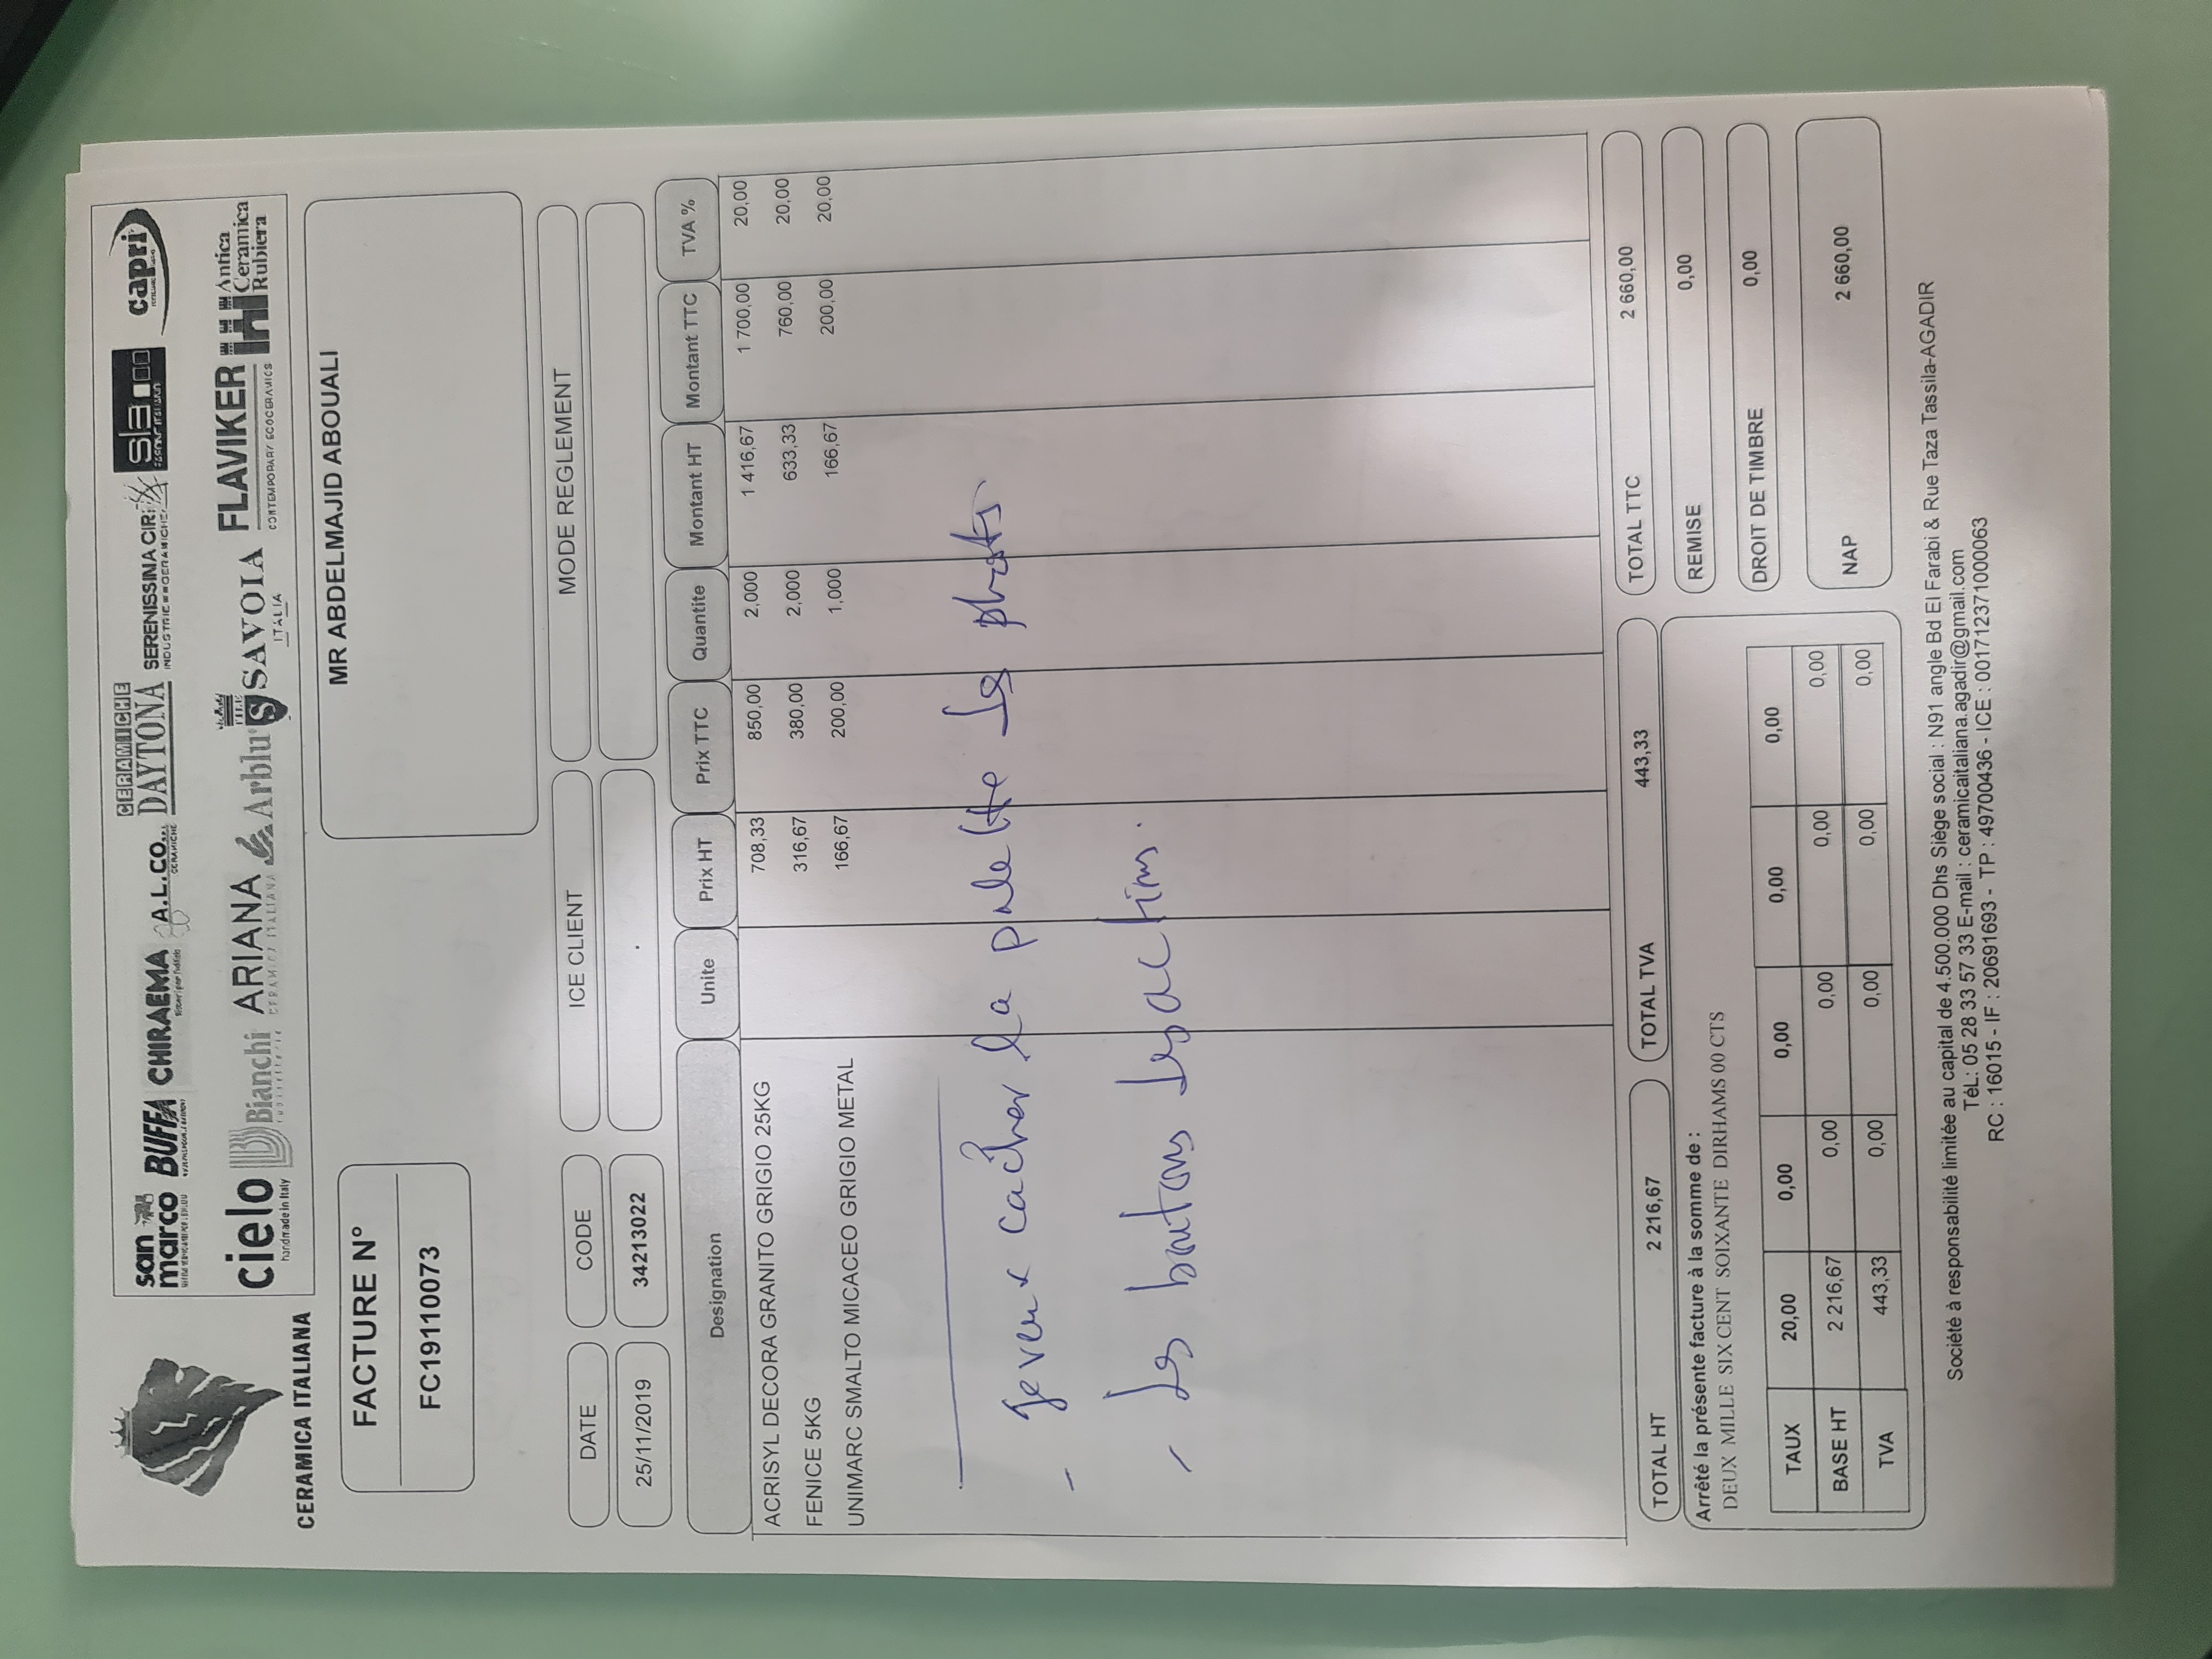 san marco
BUFFA
CHIRAEMA
A.L.CO...
CERAMICHE
CERAMICHE DAYTONA
SERENISSINA CIR
INDUSTRIE CERAMICHE
capri
cielo
handmade in Italy
Bianchi
rubinetterie
ARIANA
CERAMICA ITALIANA
Arblu
SAVOIA
ITALIA
FLAVIKER
CONTEMPORARY ECOCERAMICS
Antica Ceramica Rubiera
CERAMICA ITALIANA
FACTURE N°
FC19110073
MR ABDELMAJID ABOUALI
DATE CODE ICE CLIENT MODE REGLEMENT
25/11/2019 34213022 .
Designation Unite Prix HT Prix TTC Quantite Montant HT Montant TTC TVA %
ACRISYL DECORA GRANITO GRIGIO 25KG 708,33 850,00 2,000 1 416,67 1 700,00 20,00
FENICE 5KG 316,67 380,00 2,000 633,33 760,00 20,00
UNIMARC SMALTO MICACEO GRIGIO METAL 166,67 200,00 1,000 166,67 200,00 20,00
- Je veux cacher la palette des photos
- Les boutons des actions.
TOTAL HT 2 216,67 TOTAL TVA 443,33 TOTAL TTC 2 660,00
REMISE 0,00
DROIT DE TIMBRE 0,00
NAP 2 660,00
Arrêté la présente facture à la somme de :
DEUX MILLE SIX CENT SOIXANTE DIRHAMS 00 CTS
TAUX 20,00 0,00 0,00 0,00 0,00
BASE HT 2 216,67 0,00 0,00 0,00 0,00
TVA 443,33 0,00 0,00 0,00 0,00
Société à responsabilité limitée au capital de 4.500.000 Dhs Siège social : N91 angle Bd El Farabi & Rue Taza Tassila-AGADIR
TéL: 05 28 33 57 33 E-mail : ceramicaitaliana.agadir@gmail.com
RC : 16015 - IF : 20691693 - TP : 49700436 - ICE : 001712371000063